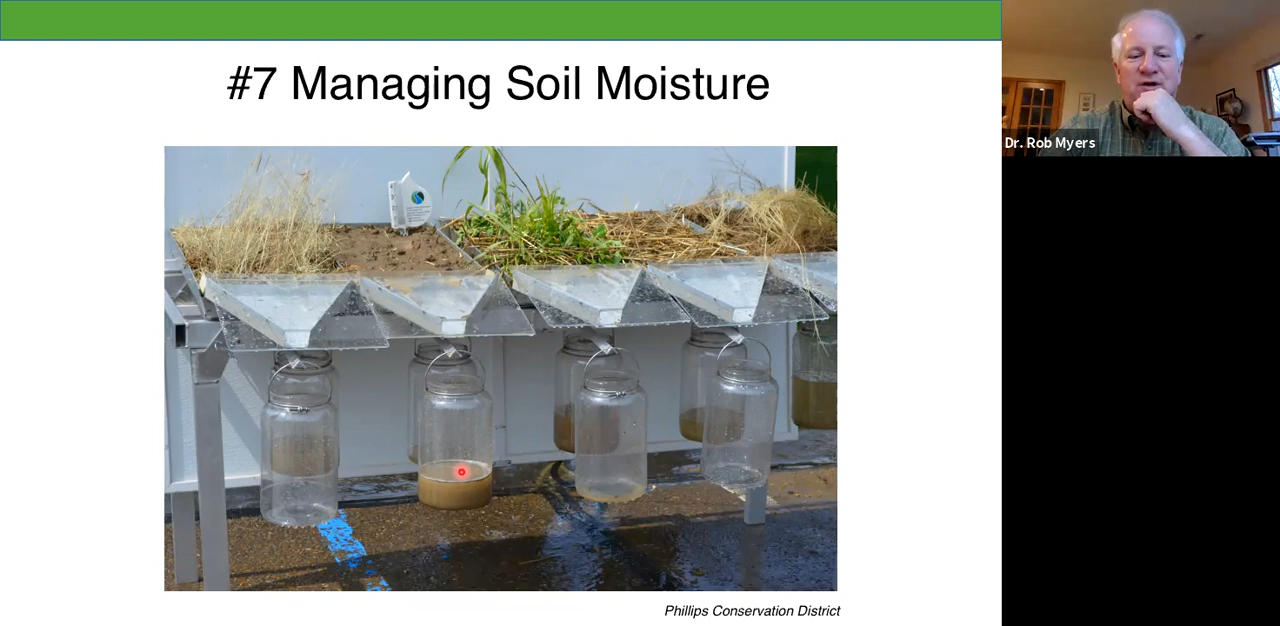 #7 Managing Soil Moisture
Dr. Rob Myers
Phillips Conservation District